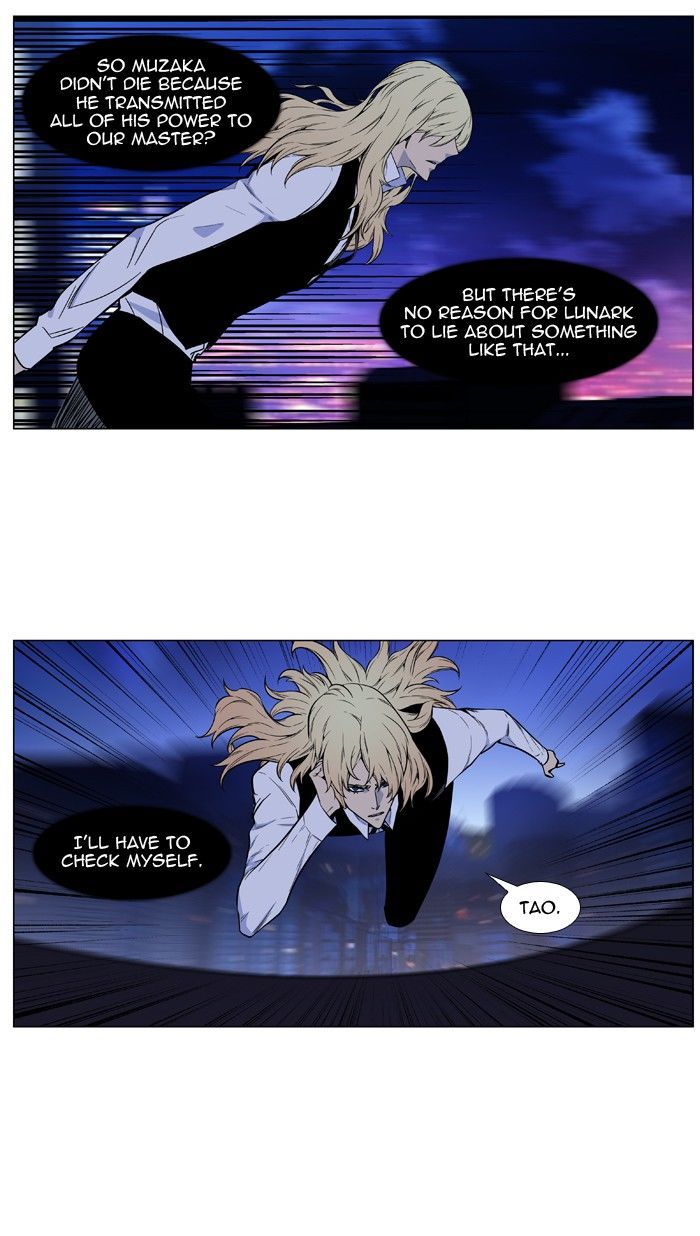 SO MUZAKA
DIDN'T DIE BECAUSE
HE TRANSMITTED
ALL OF HIS POWER TO
OUR MASTER?
BUT THERE'S
NO REASON FOR LUNARK
TO LIE ABOUT SOMETHING
LIKE THAT...
I'LL HAVE TO
CHECK MYSELF.
TAO.